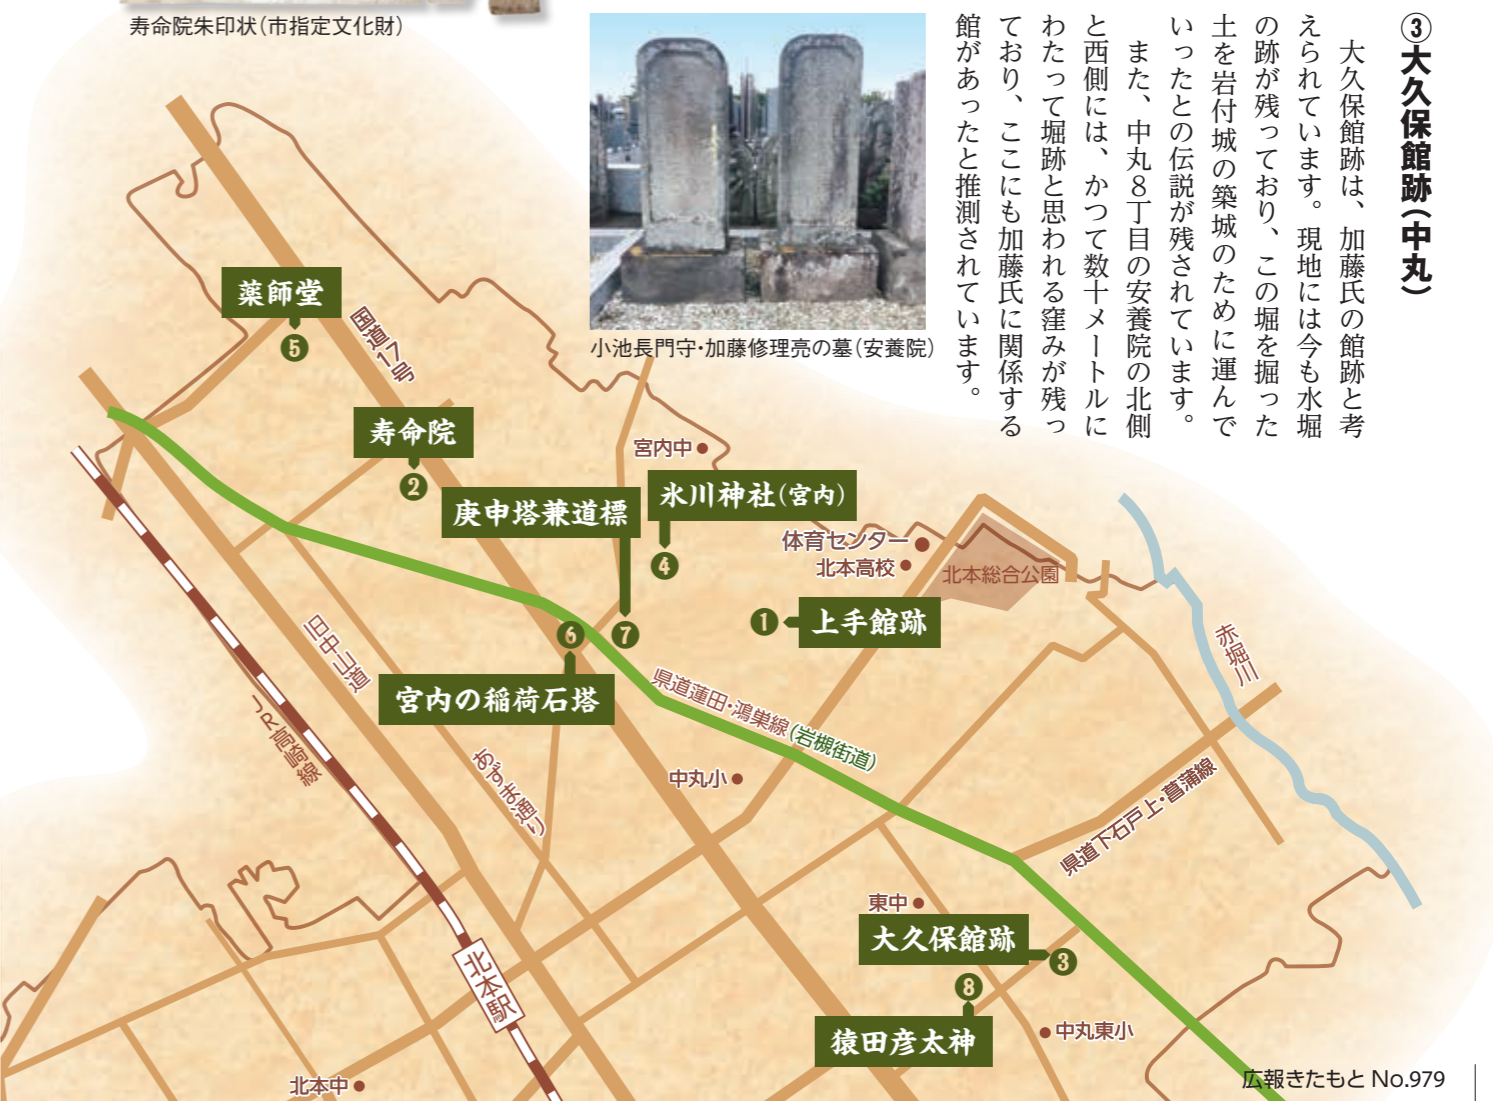 寿命院朱印状（市指定文化財）
③大久保館跡（中丸）
大久保館跡は、加藤氏の館跡と考
えられています。現地には今も水堀
の跡が残っており、この堀を掘った
土を岩付城の築城のために運んで
いったとの伝説が残されています。
また、中丸８丁目の安養院の北側
と西側には、かつて数十メートルに
わたって堀跡と思われる窪みが残っ
ており、ここにも加藤氏に関係する
館があったと推測されています。
小池長門守・加藤修理亮の墓（安養院）
薬師堂
❺
国道17号
寿命院
❷
宮内中
庚申塔兼道標
氷川神社（宮内）
❹
体育センター
北本高校
北本総合公園
❶
上手館跡
❻
❼
宮内の稲荷石塔
旧中山道
赤堀川
JR高崎線
県道蓮田・鴻巣線（岩槻街道）
あずま通り
中丸小
県道下石戸上・菖蒲線
東中
大久保館跡
❸
北本駅
❽
猿田彦太神
中丸東小
北本中
広報きたもと No.979